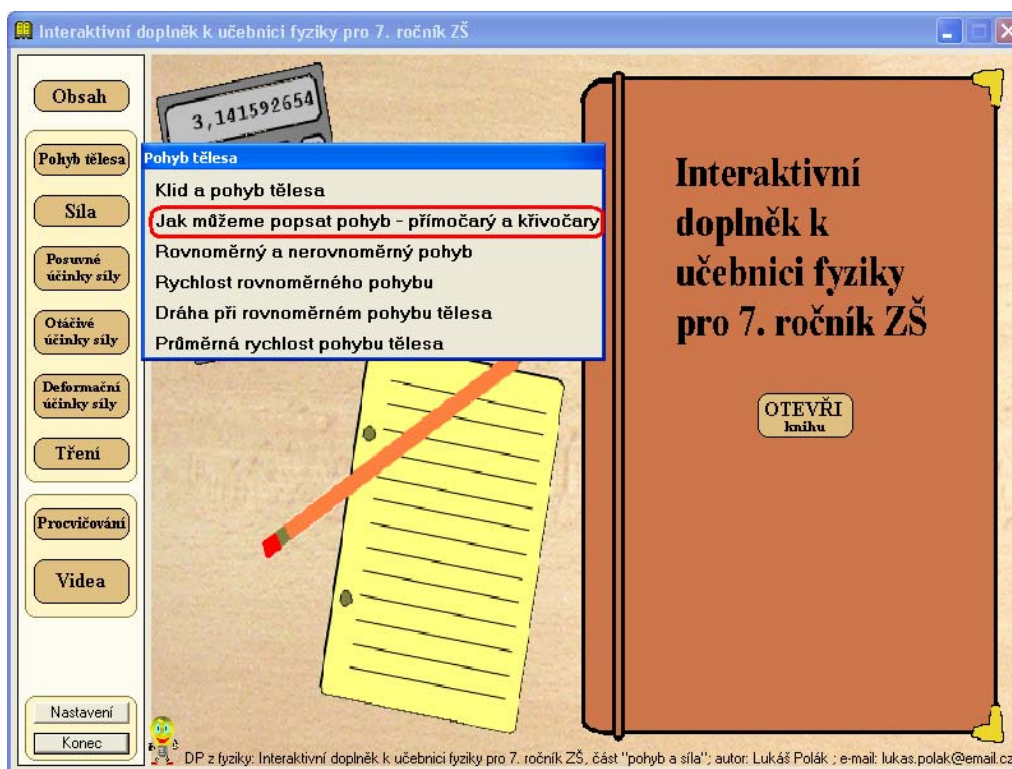 Interaktivní doplněk k učebnici fyziky pro 7. ročník ZŠ
Obsah
Pohyb tělesa
Síla
Posuvné
účinky síly
Otáčivé
účinky síly
Deformační
účinky síly
Tření
Procvičování
Videa
Nastavení
Konec
3,141592654
Pohyb tělesa
Klid a pohyb tělesa
Jak můžeme popsat pohyb - přímočarý a křivočary
Rovnoměrný a nerovnoměrný pohyb
Rychlost rovnoměrného pohybu
Dráha při rovnoměrném pohybu tělesa
Průměrná rychlost pohybu tělesa
Interaktivní
doplněk k
učebnici fyziky
pro 7. ročník ZŠ
OTEVŘI
knihu
DP z fyziky: Interaktivní doplněk k učebnici fyziky pro 7. ročník ZŠ, část "pohyb a síla"; autor: Lukáš Polák ; e-mail: lukas.polak@email.cz